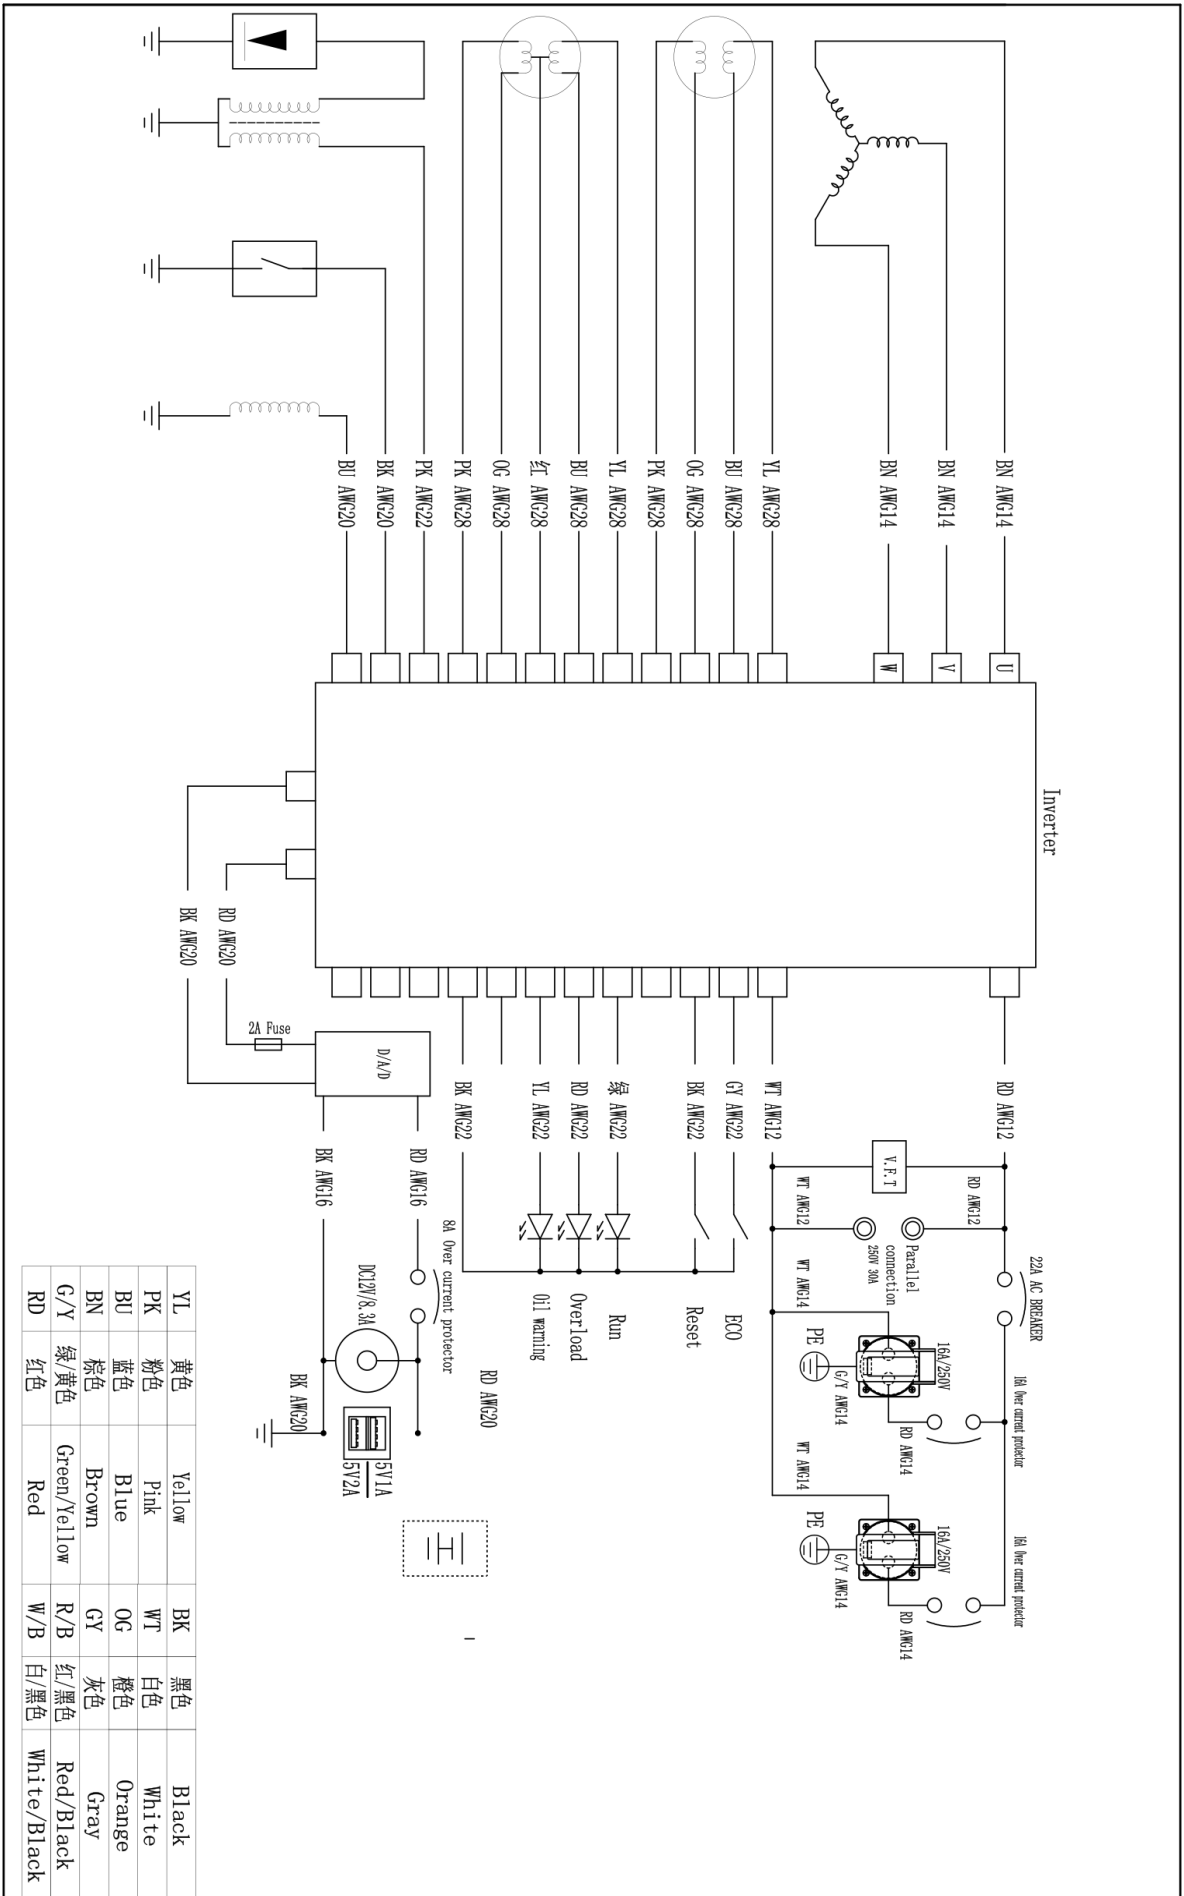 Inverter
U
V
W
BN AWG14
BN AWG14
BN AWG14
YL AWG28
BU AWG28
OG AWG28
PK AWG28
YL AWG28
BU AWG28
红 AWG28
OG AWG28
PK AWG28
PK AWG22
BK AWG20
BU AWG20
RD AWG20
BK AWG20
2A Fuse
D/A/D
RD AWG12
WT AWG12
GY AWG22
BK AWG22
绿 AWG22
RD AWG22
YL AWG22
BK AWG22
RD AWG16
BK AWG16
V.F.T
RD AWG12
WT AWG12
Parallel
connection
250V 30A
22A AC BREAKER
WT AWG14
16A/250V
PE
G/Y AWG14
RD AWG14
16A Over current protector
WT AWG14
16A/250V
PE
G/Y AWG14
RD AWG14
16A Over current protector
ECO
Reset
Run
Overload
Oil warning
8A Over current protector
DC12V/8.3A
RD AWG20
BK AWG20
5V1A
5V2A
YL 黄色 Yellow BK 黑色 Black
PK 粉色 Pink WT 白色 White
BU 蓝色 Blue OG 橙色 Orange
BN 棕色 Brown GY 灰色 Gray
G/Y 绿/黄色 Green/Yellow R/B 红/黑色 Red/Black
RD 红色 Red W/B 白/黑色 White/Black